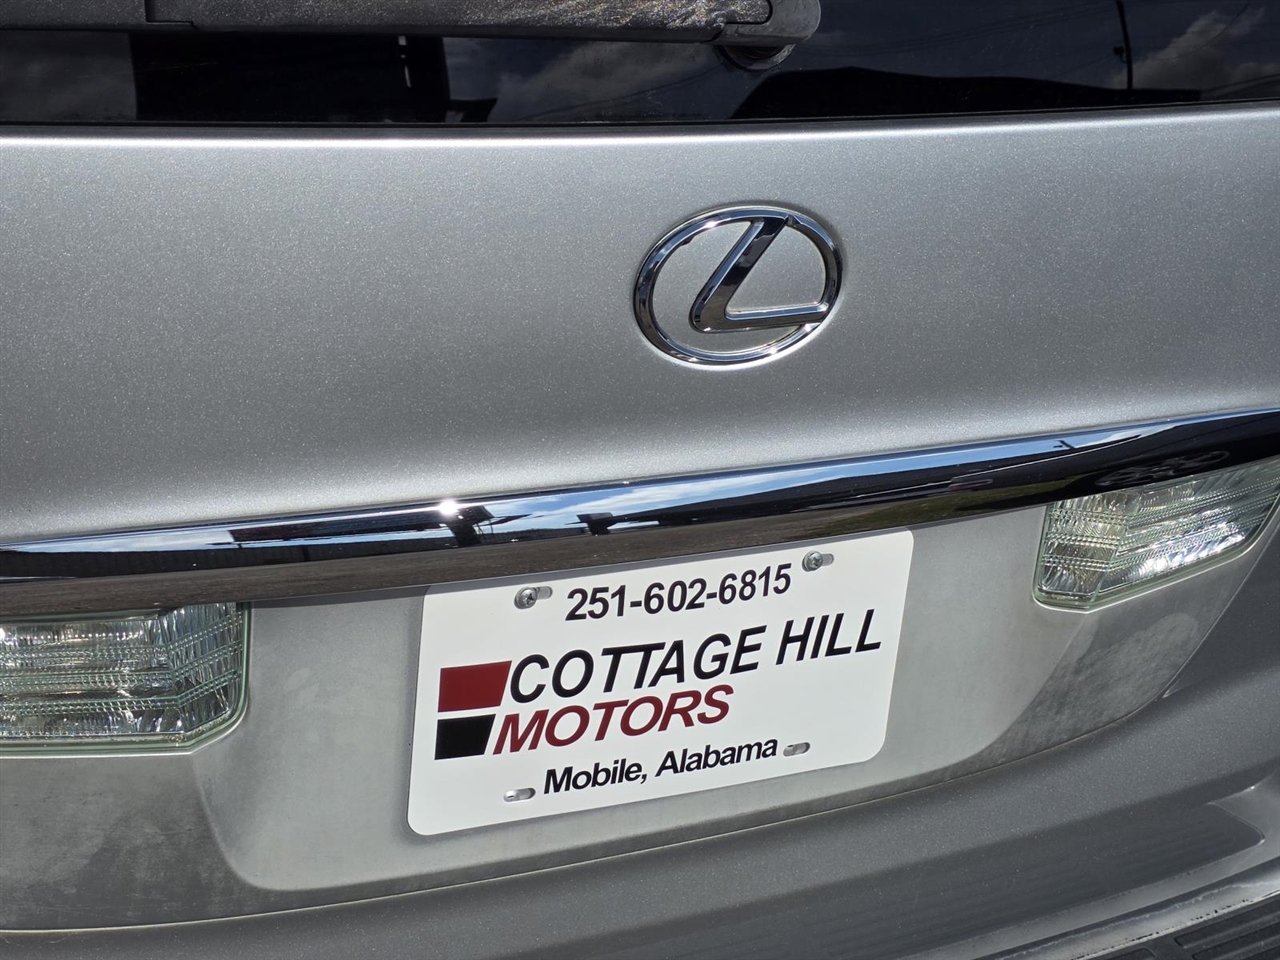 251-602-6815
COTTAGE HILL
MOTORS
Mobile, Alabama